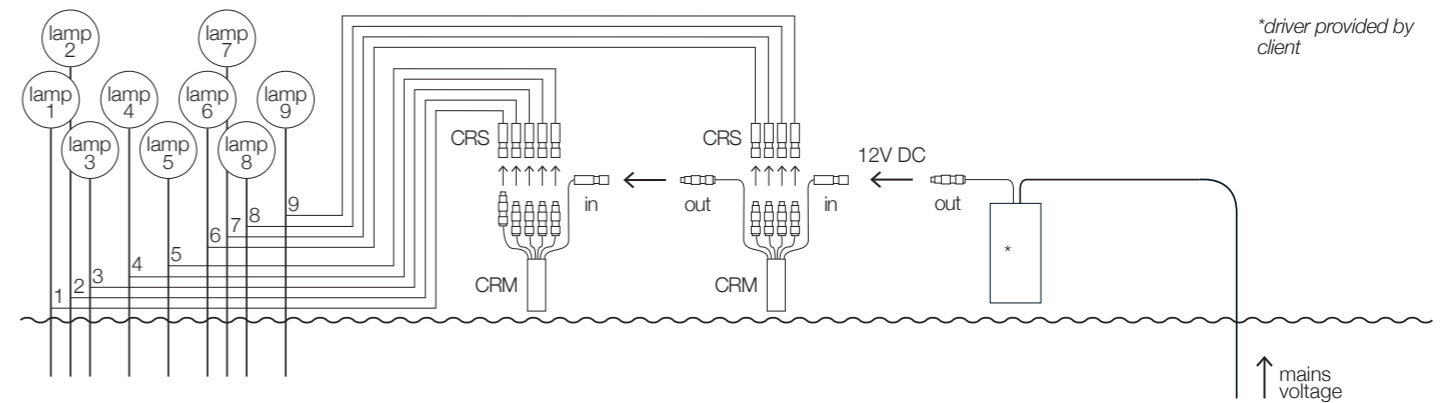 *driver provided by
client
lamp
2
lamp
7
lamp
1
lamp
4
lamp
6
lamp
9
lamp
3
lamp
5
lamp
8
CRS
CRS
12V DC
in
out
in
out
9
8
7
6
5
4
3
2
1
*
CRM
CRM
mains
voltage